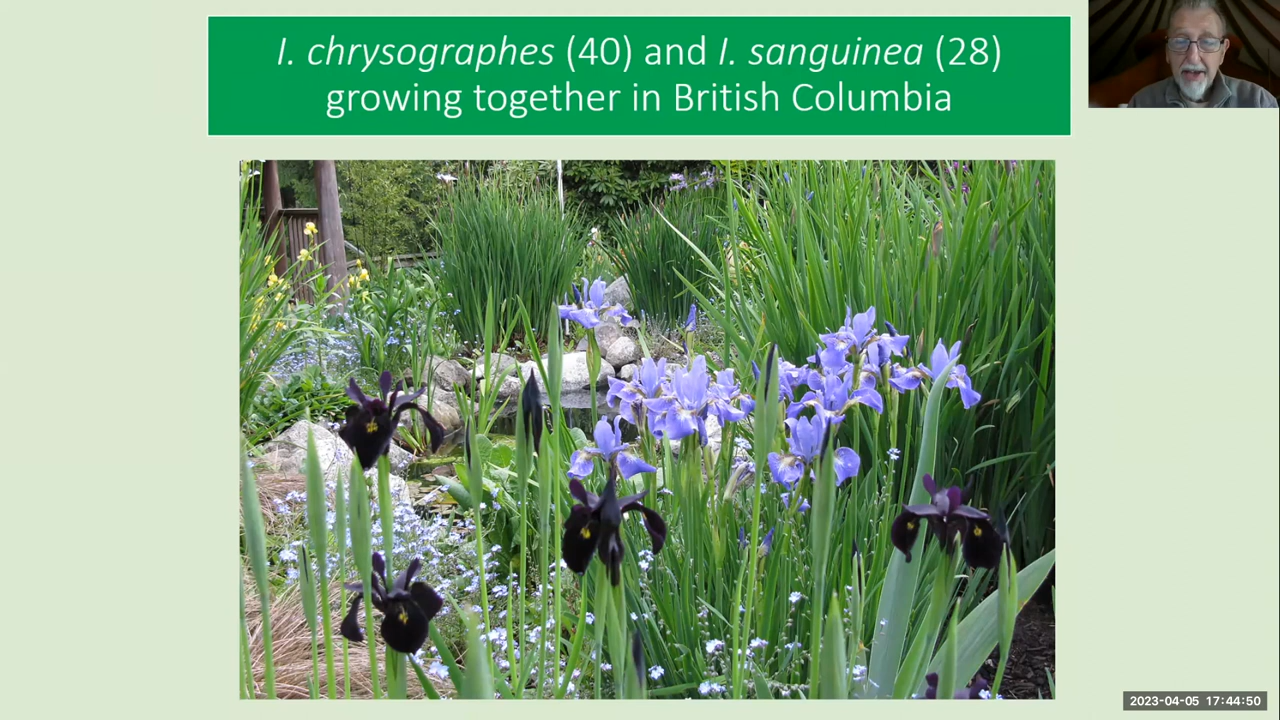 I. chrysographes (40) and I. sanguinea (28)
growing together in British Columbia
2023-04-05 17:44:50